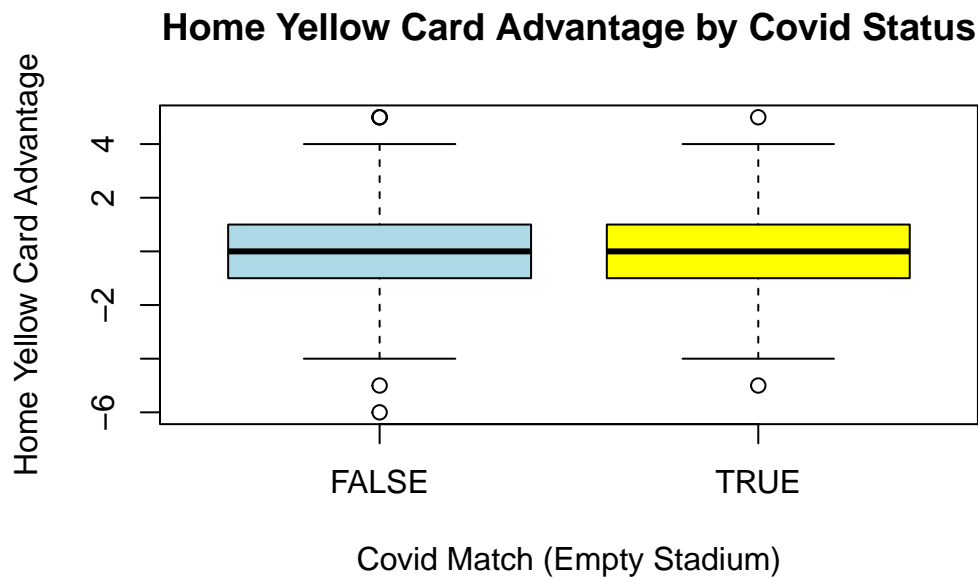 Home Yellow Card Advantage by Covid Status
Home Yellow Card Advantage
4
2
−2
−6
FALSE
TRUE
Covid Match (Empty Stadium)